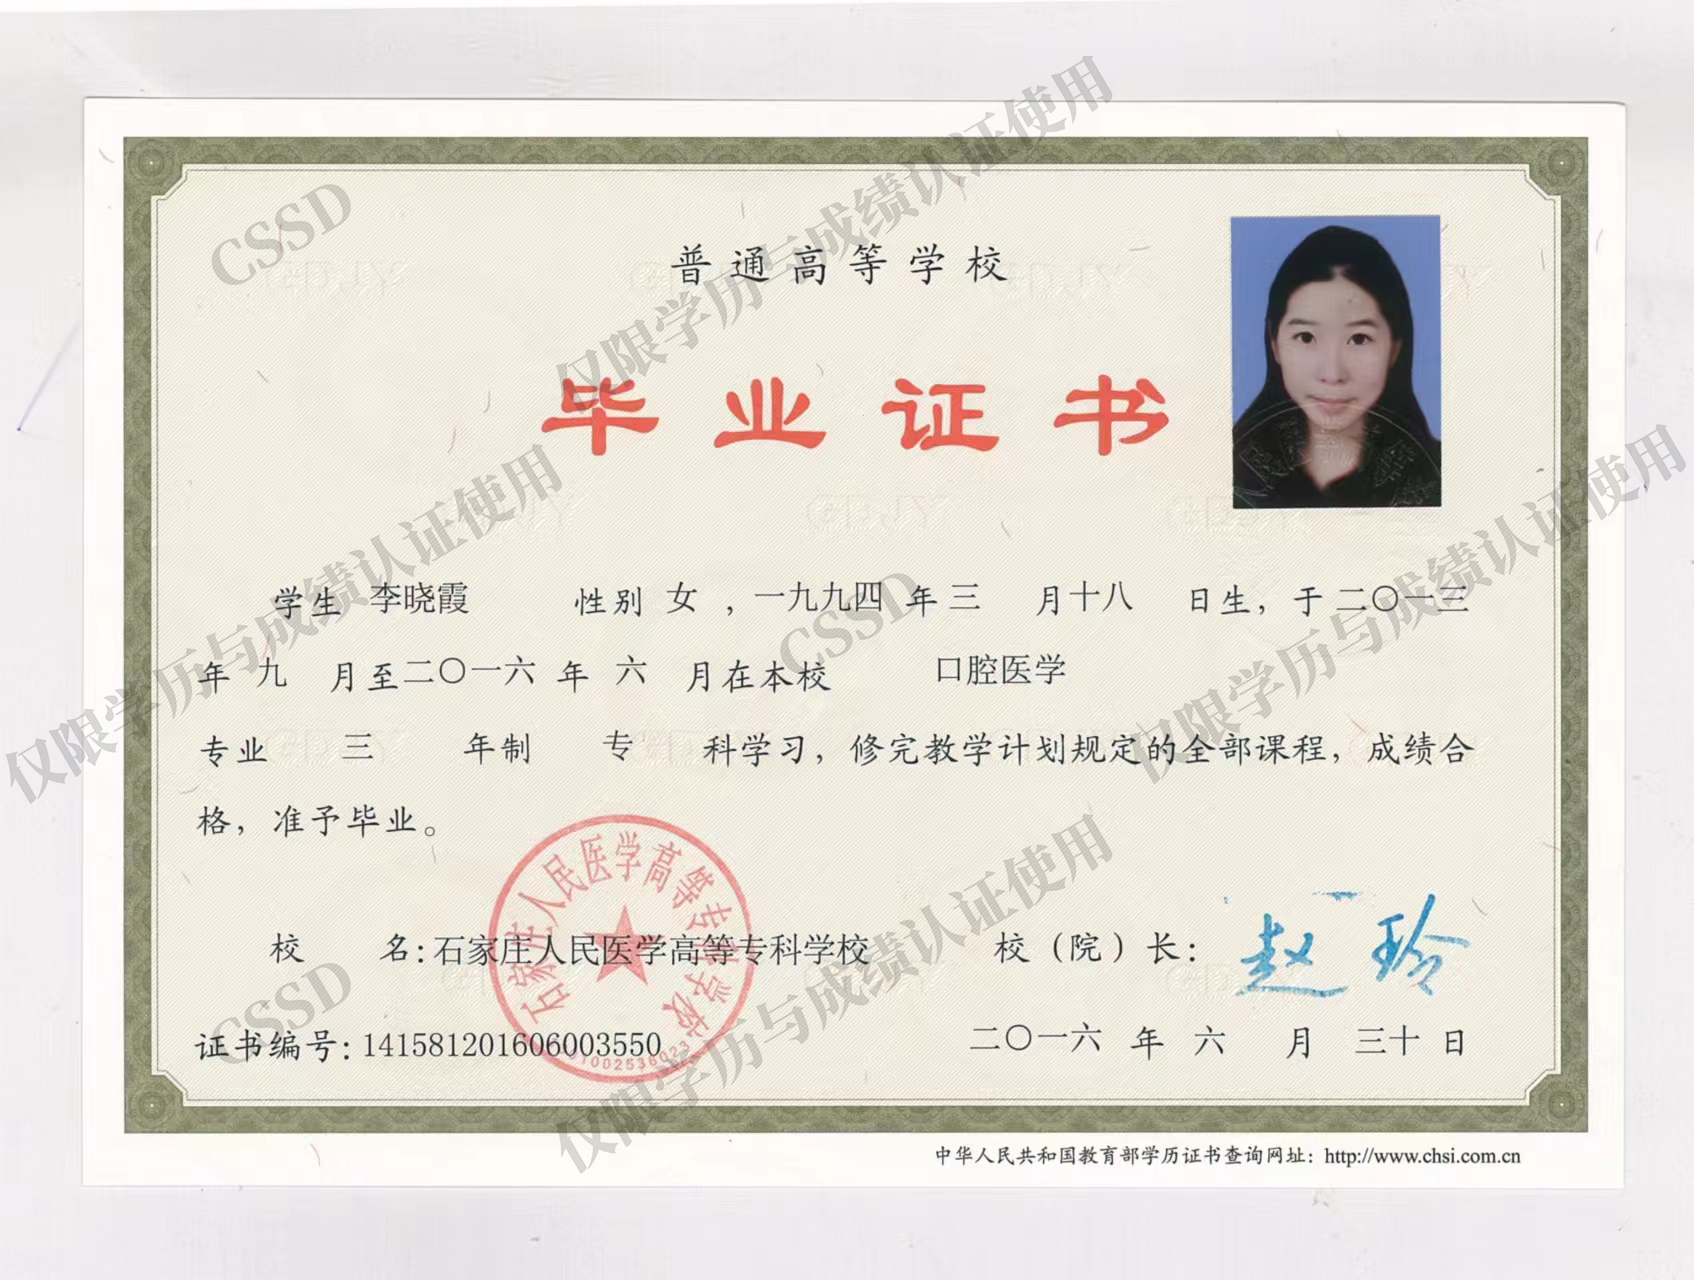 普通高等学校
毕业证书
学生 李晓霞 性别 女 ，一九九四 年 三 月十八 日生，于 二〇一三
年 九 月至二〇一六 年 六 月在本校 口腔医学
专业 三 年制 专 科学习，修完教学计划规定的全部课程，成绩合
格，准予毕业。
校 名：石家庄人民医学高等专科学校
校（院）长：赵玲
证书编号：141581201606003550
二〇一六 年 六 月 三十 日
石家庄人民医学高等专科学校
中华人民共和国教育部学历证书查询网址：http://www.chsi.com.cn
CSSD
仅限学历与成绩认证使用
仅限学历与成绩认证使用
CSSD
仅限学历与成绩认证使用
CSSD
仅限学历与成绩认证使用